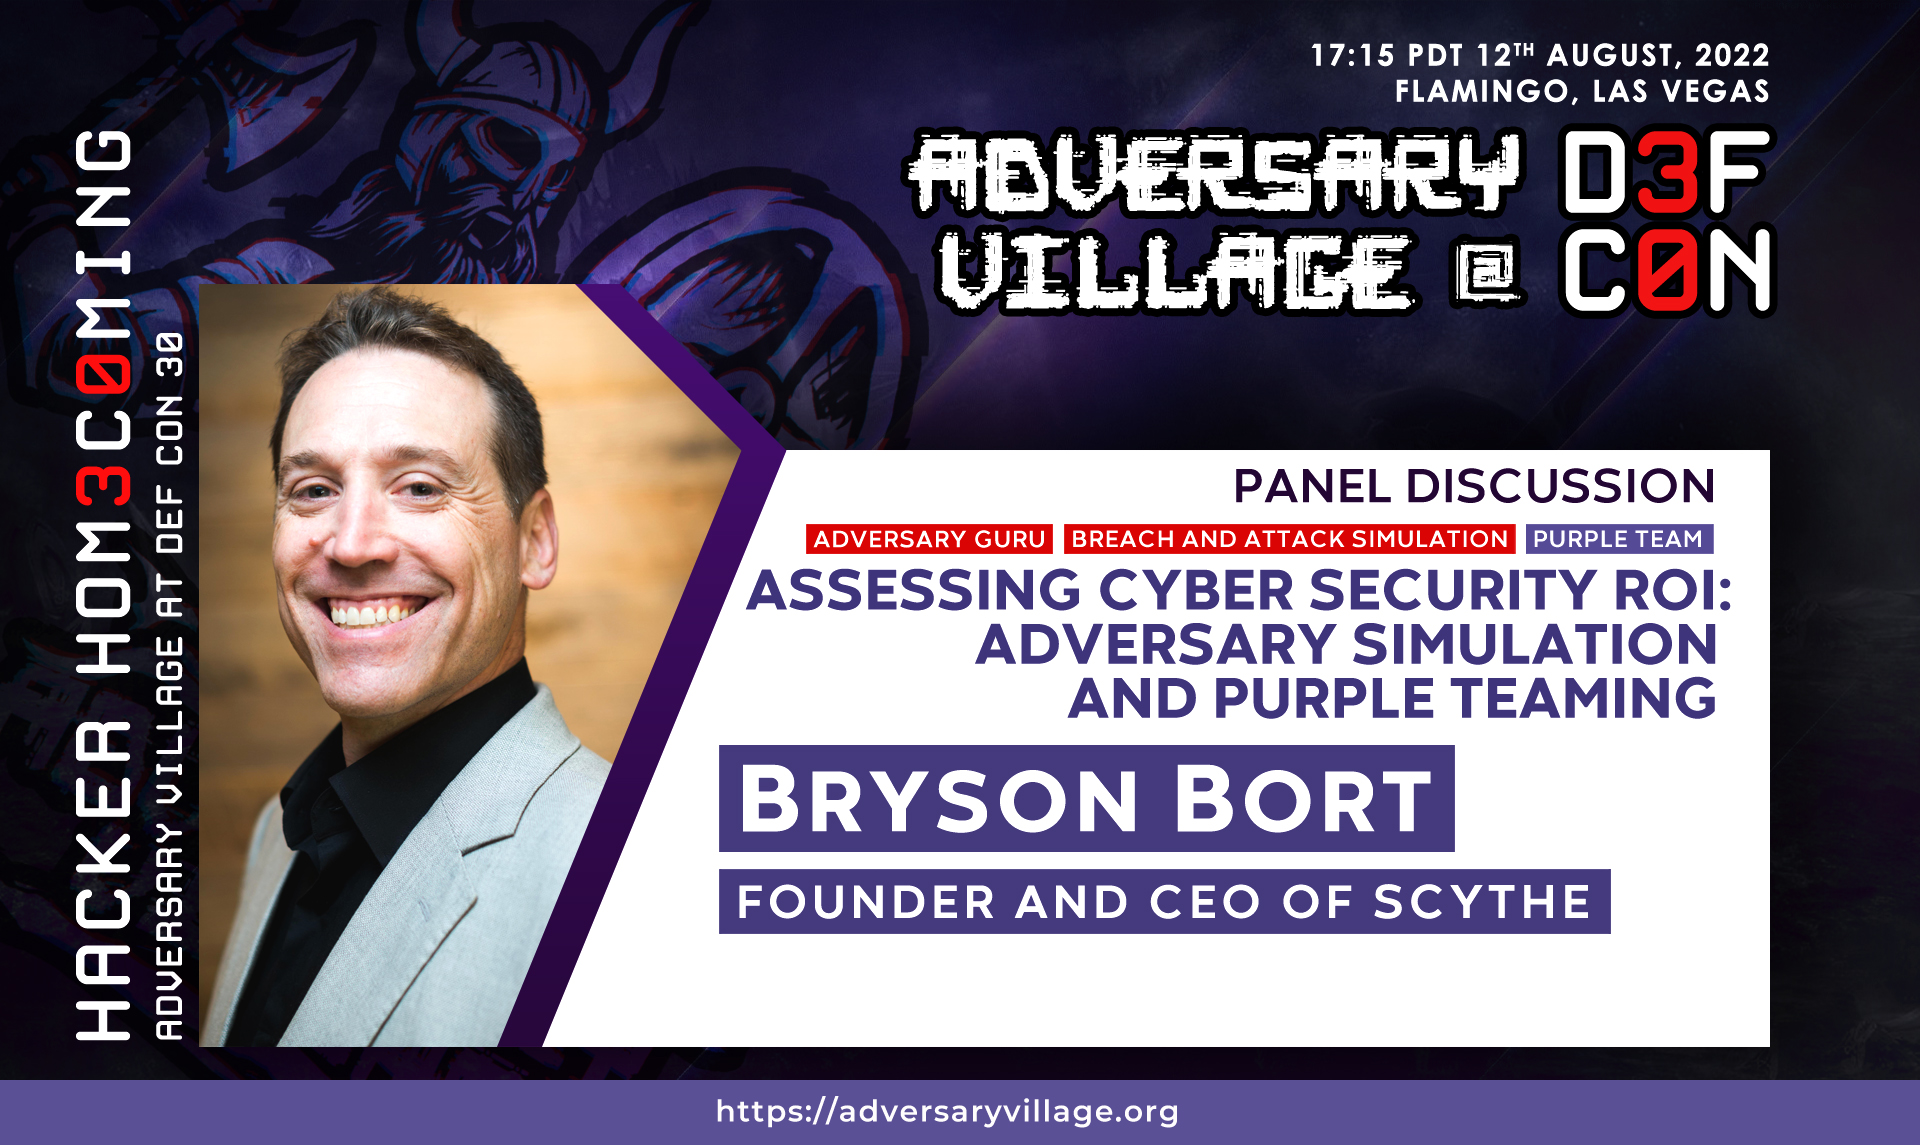 17:15 PDT 12TH AUGUST, 2022
FLAMINGO, LAS VEGAS
ADVERSARY D3F
VILLAGE @ C0N
HACKER HOM3C0MING
ADVERSARY VILLAGE AT DEF CON 30
PANEL DISCUSSION
ADVERSARY GURU BREACH AND ATTACK SIMULATION PURPLE TEAM
ASSESSING CYBER SECURITY ROI:
ADVERSARY SIMULATION
AND PURPLE TEAMING
BRYSON BORT
FOUNDER AND CEO OF SCYTHE
https://adversaryvillage.org